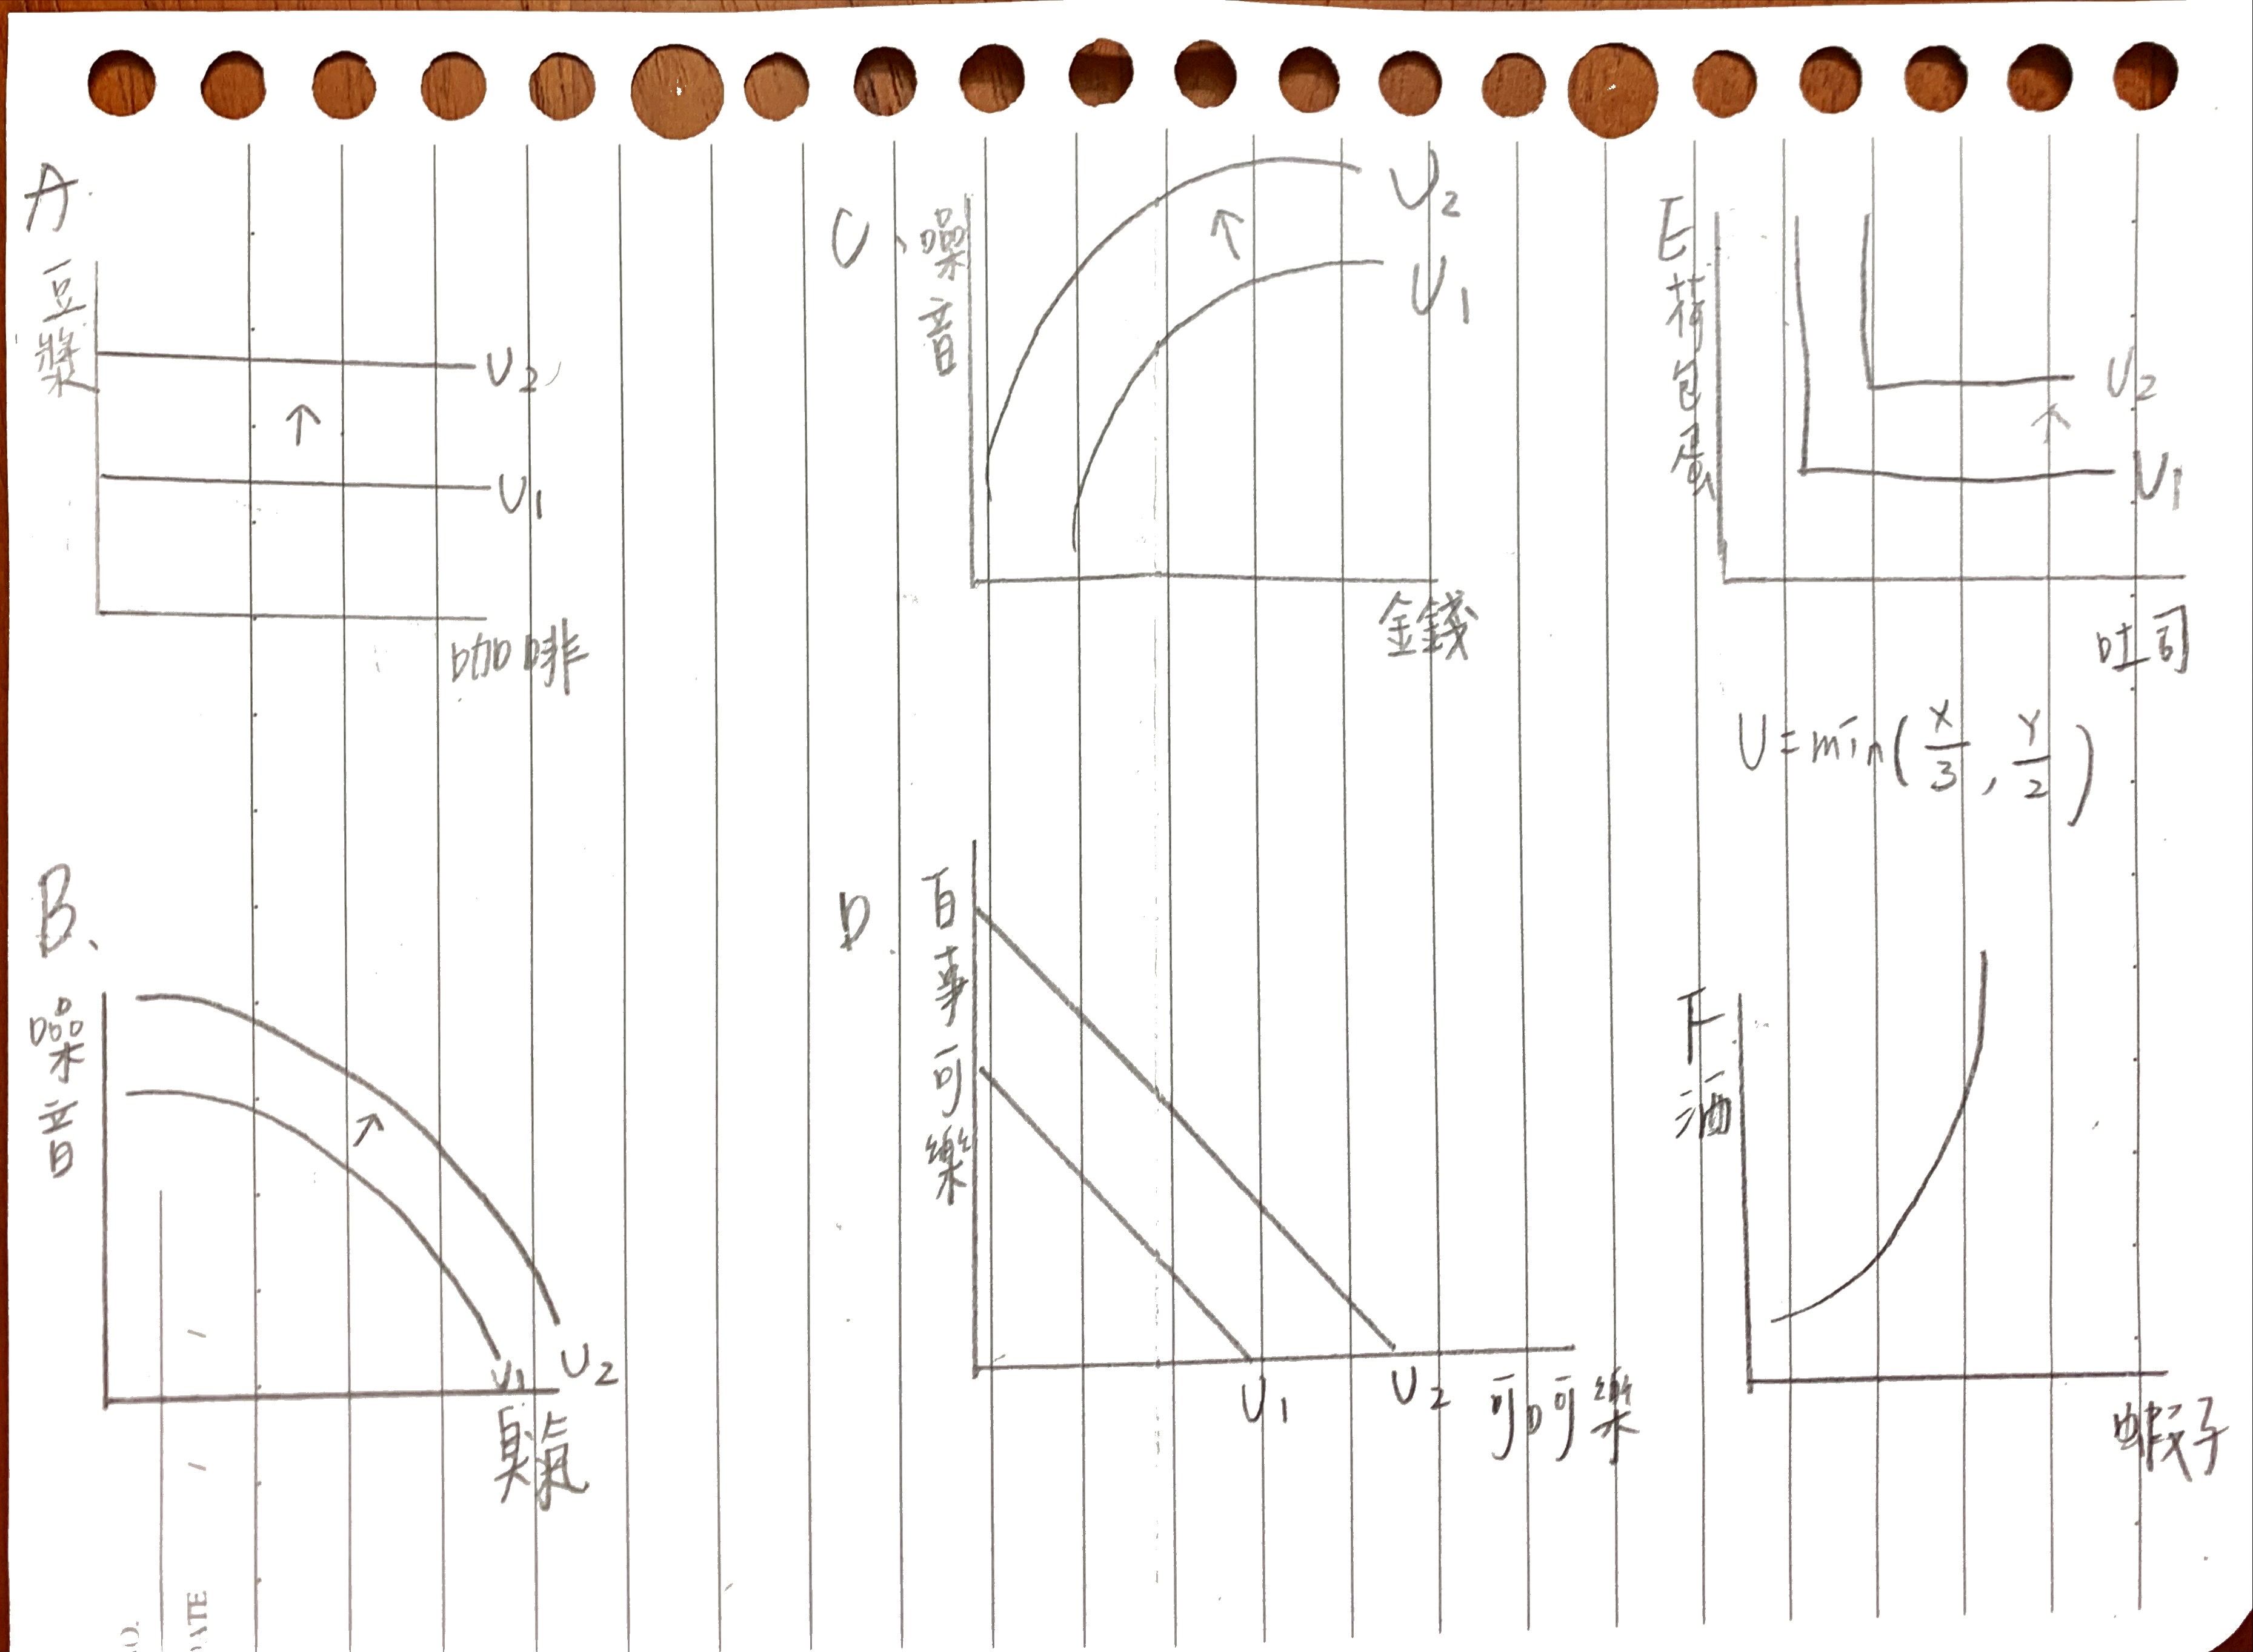 A.
豆漿
U2
↑
U1
咖啡
B、
噪音
↗
U1
U2
臭氣
C、
噪音
U2
↑
U1
金錢
D.
百事可樂
U1
U2
可口可樂
E
荷包蛋
U2
↑
U1
吐司
U=min(X/3, Y/2)
F.
酒
蝦子